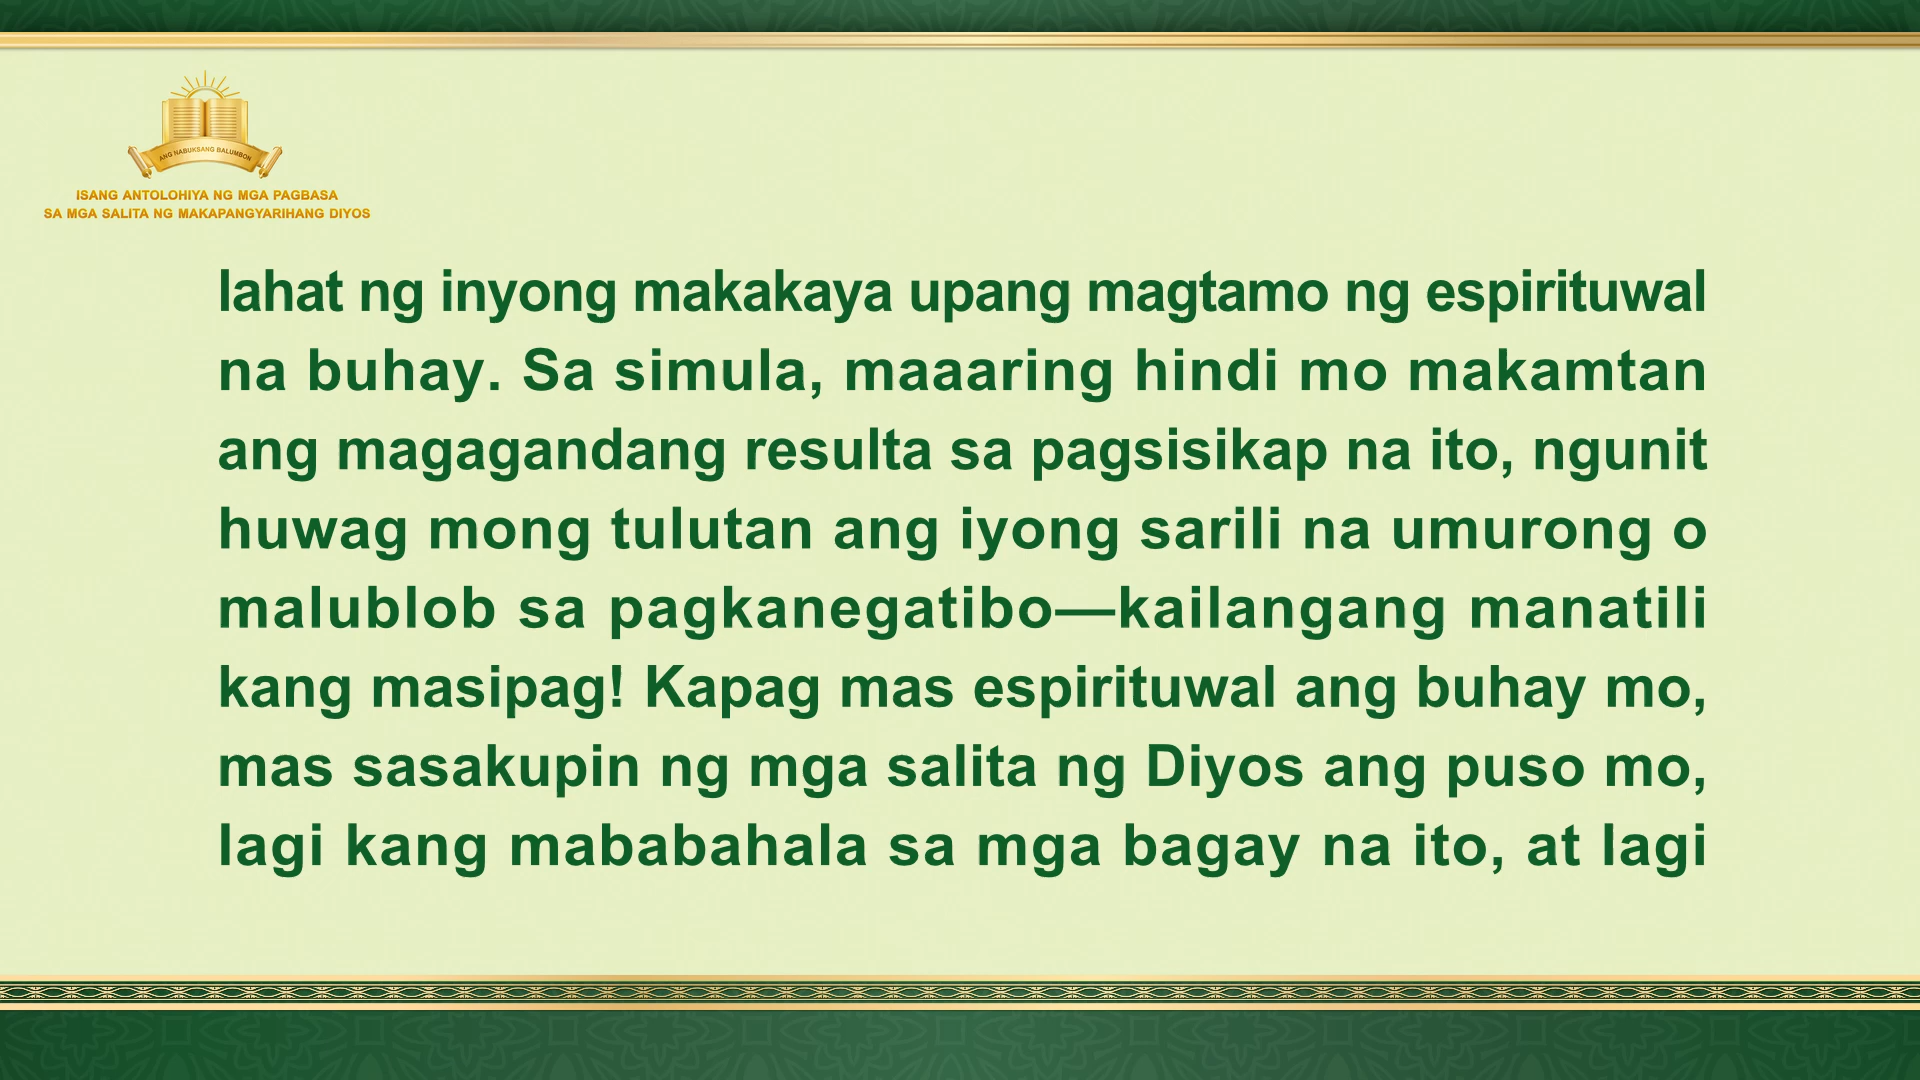 ANG NABUKSANG BALUMBON
ISANG ANTOLOHIYA NG MGA PAGBASA
SA MGA SALITA NG MAKAPANGYARIHANG DIYOS
lahat ng inyong makakaya upang magtamo ng espirituwal
na buhay. Sa simula, maaaring hindi mo makamtan
ang magagandang resulta sa pagsisikap na ito, ngunit
huwag mong tulutan ang iyong sarili na umurong o
malublob sa pagkanegatibo—kailangang manatili
kang masipag! Kapag mas espirituwal ang buhay mo,
mas sasakupin ng mga salita ng Diyos ang puso mo,
lagi kang mababahala sa mga bagay na ito, at lagi